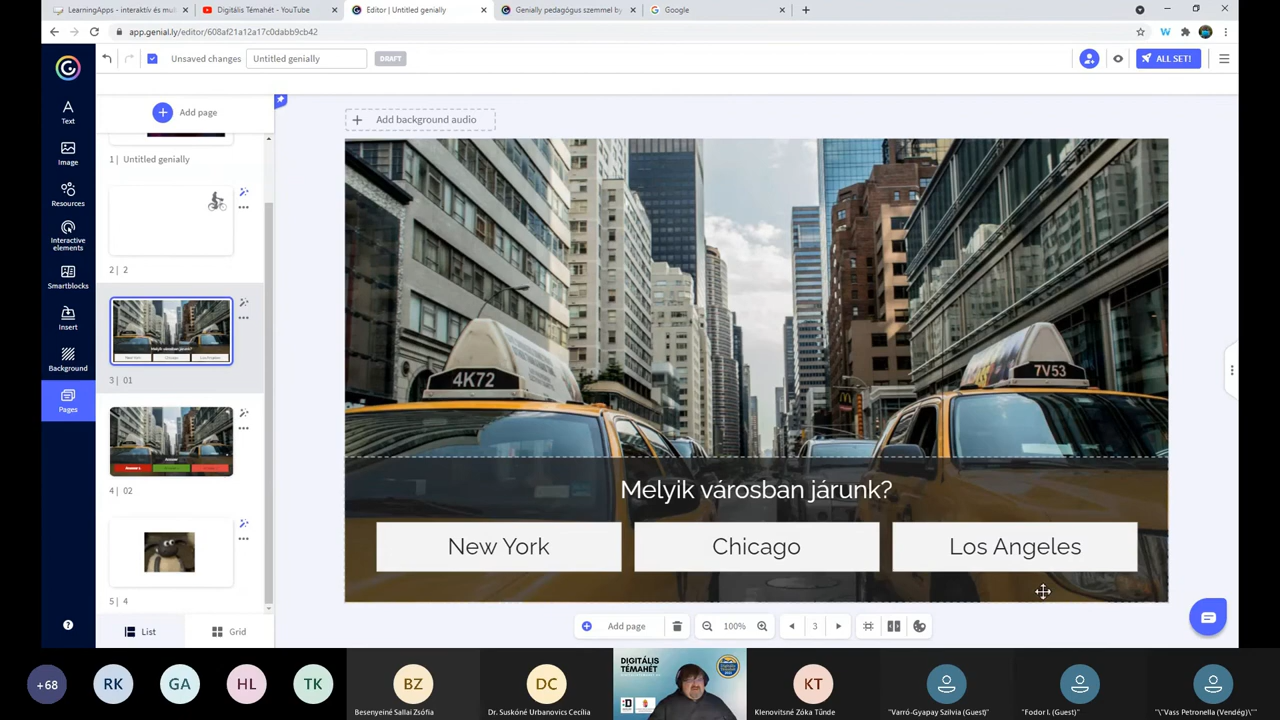 LearningApps - interaktív és mu
Digitális Témahét - YouTube
Editor | Untitled genially
Genially pedagógus szemmel by
Google
app.genial.ly/editor/608af21a12a17c0dabb9cb42
Unsaved changes
Untitled genially
DRAFT
ALL SET!
Text
Image
Resources
Interactive
elements
Smartblocks
Insert
Background
Pages
Add page
1 | Untitled genially
2 | 2
3 | 01
4 | 02
5 | 4
List
Grid
Add background audio
4K72
7V53
Melyik városban járunk?
New York
Chicago
Los Angeles
Add page
100%
3
+68
RK
GA
HL
TK
BZ
Besenyeiné Sallai Zsófia
DC
Dr. Suskóné Urbanovics Cecília
DIGITÁLIS
TÉMAHÉT
KT
Klenovitsné Zóka Tünde
"Varró-Gyapay Szilvia (Guest)"
"Fodor I. (Guest)"
"\"Vass Petronella (Vendég)\""